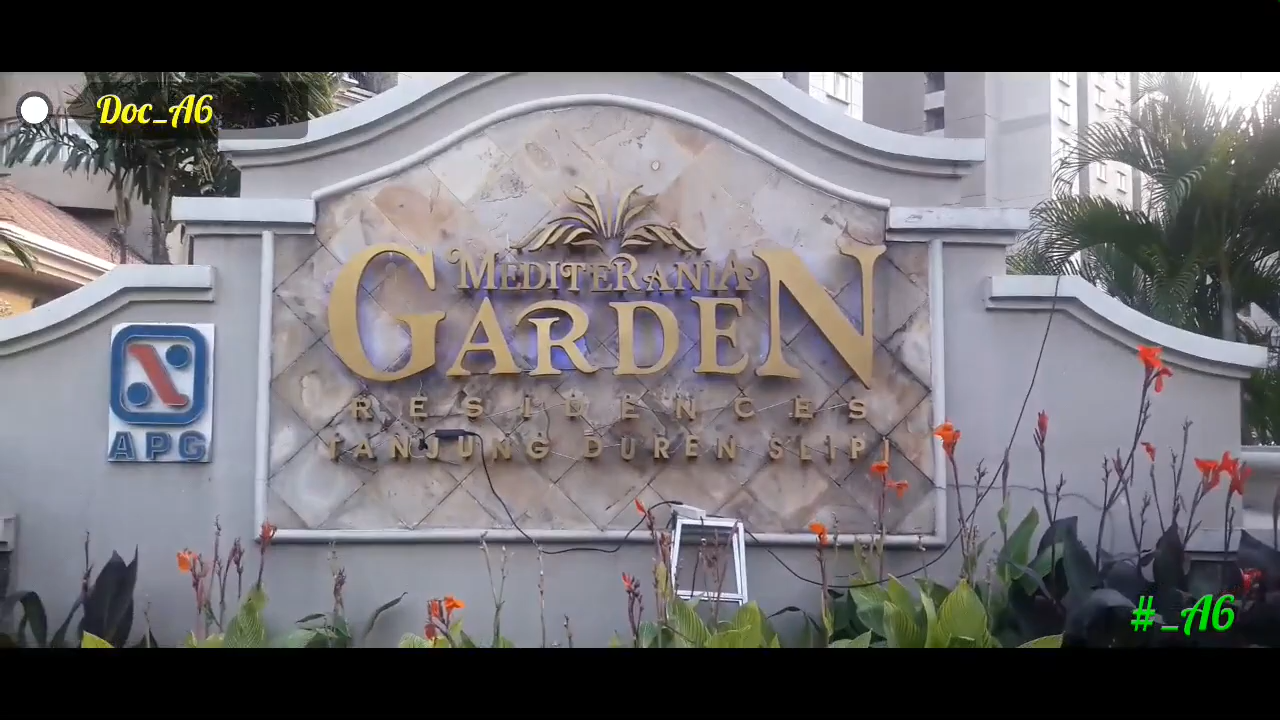 Doc_A6
MEDITERANIA
GARDEN
RESIDENCES
TANJUNG DUREN SLIPI
APG
#_A6